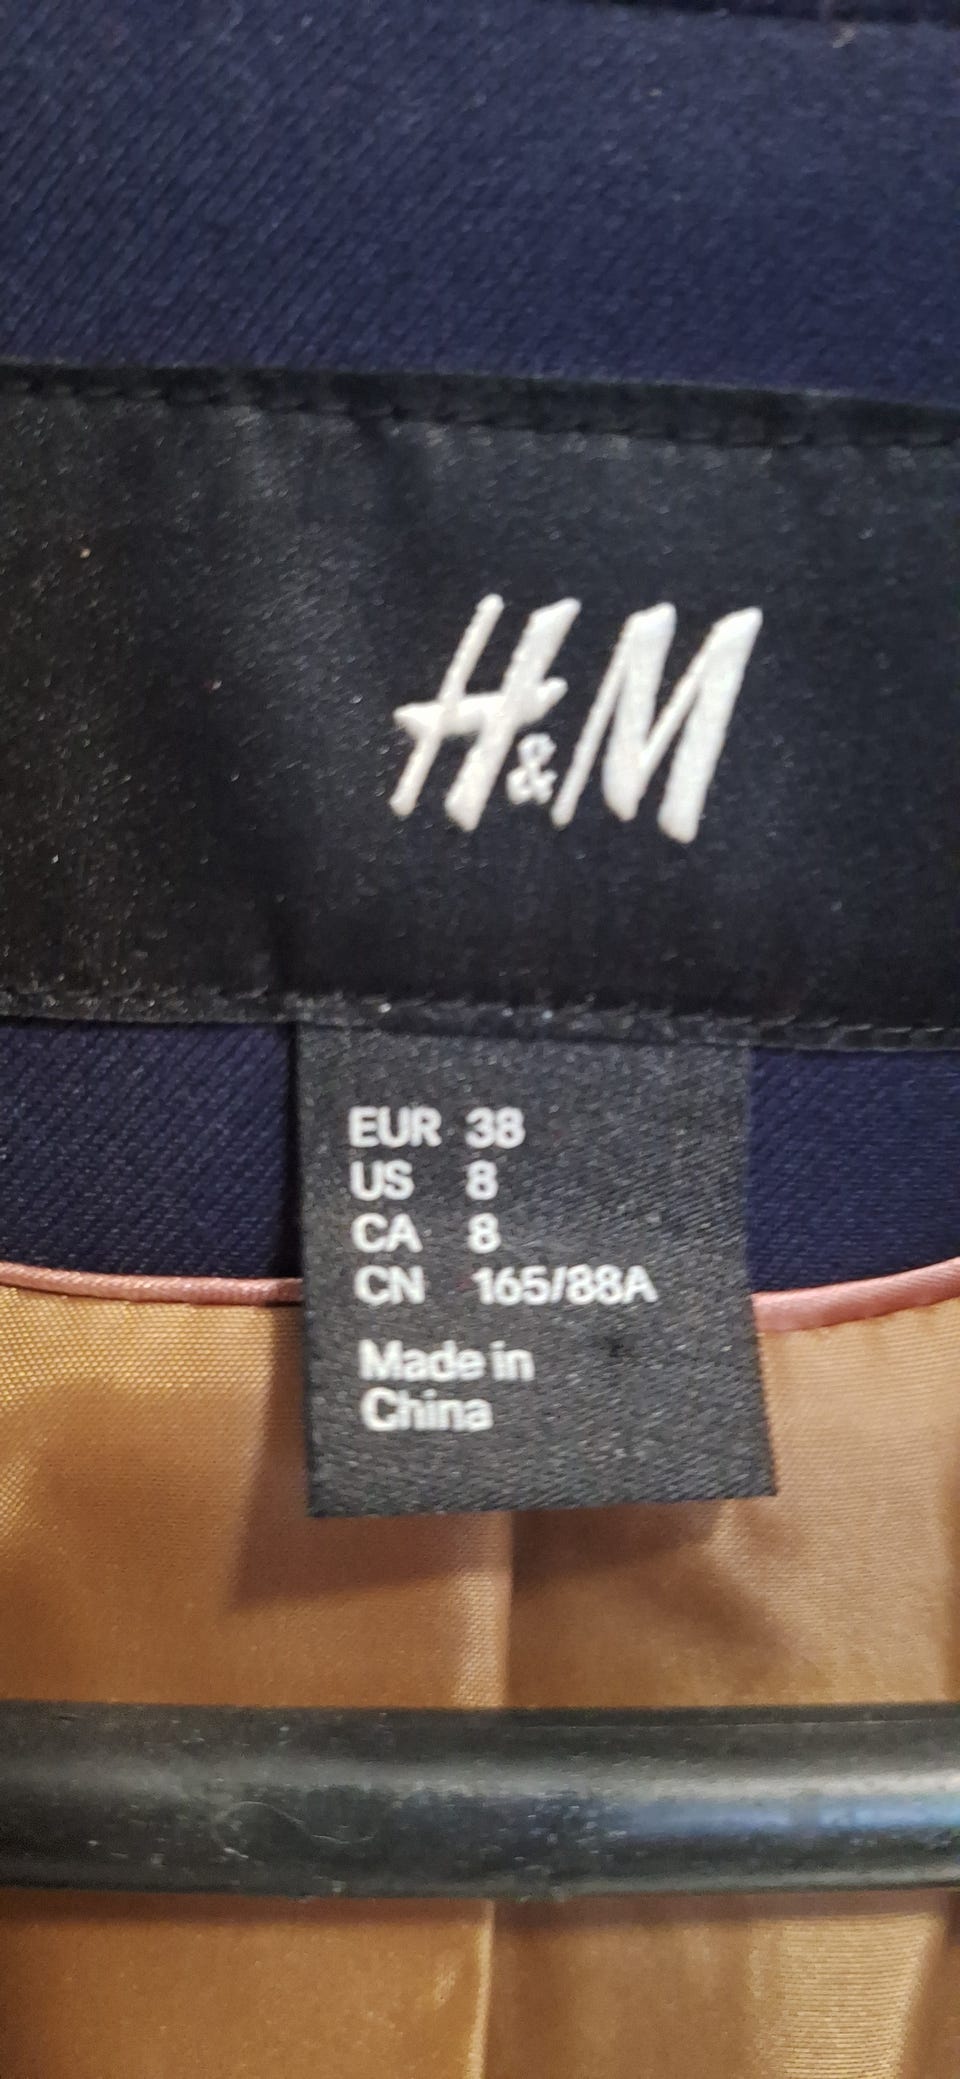 H&M
EUR 38
US 8
CA 8
CN 165/88A
Made in
China